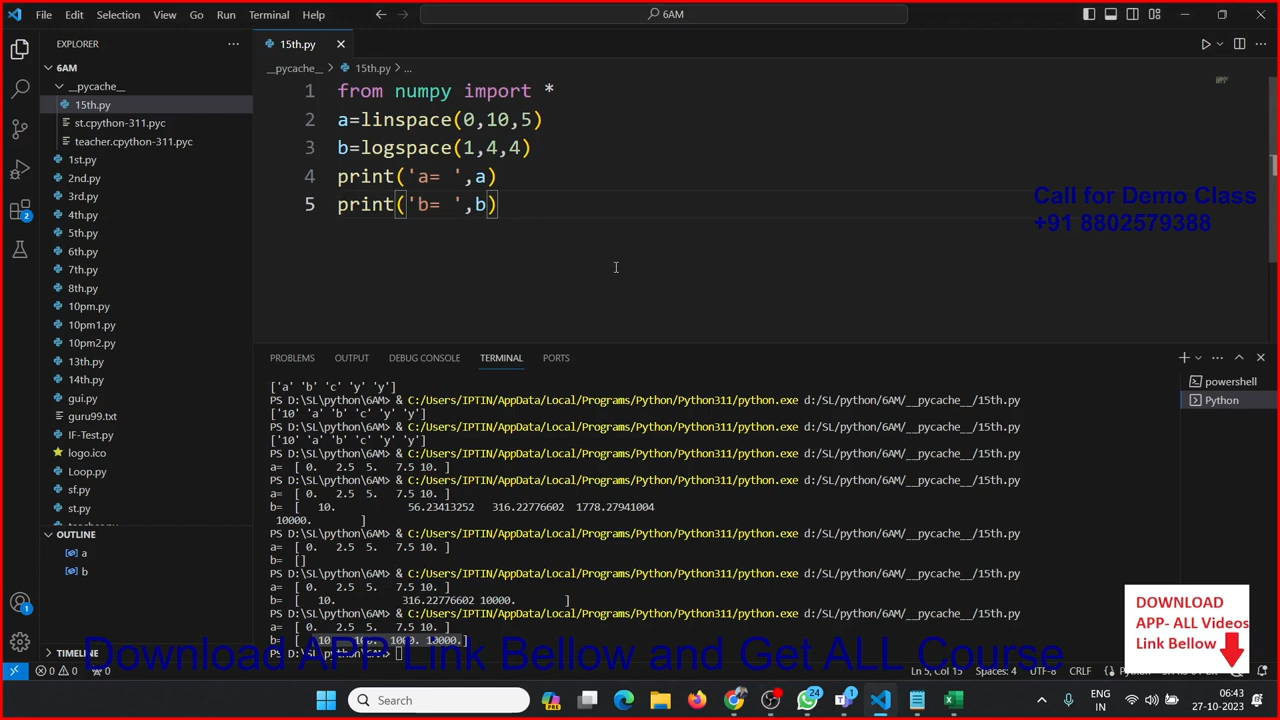 File Edit Selection View Go Run Terminal Help
6AM
EXPLORER
15th.py
6AM
__pycache__ > 15th.py > ...
__pycache__
15th.py
st.cpython-311.pyc
teacher.cpython-311.pyc
1st.py
2nd.py
3rd.py
4th.py
5th.py
6th.py
7th.py
8th.py
10pm.py
10pm1.py
10pm2.py
13th.py
14th.py
gui.py
guru99.txt
IF-Test.py
logo.ico
Loop.py
sf.py
st.py
OUTLINE
a
b
TIMELINE
2
1
1 from numpy import *
2 a=linspace(0,10,5)
3 b=logspace(1,4,4)
4 print('a= ',a)
5 print('b= ',b)
Call for Demo Class
+91 8802579388
PROBLEMS OUTPUT DEBUG CONSOLE TERMINAL PORTS
powershell
Python
['a' 'b' 'c' 'y' 'y']
PS D:\SL\python\6AM> & C:/Users/IPTIN/AppData/Local/Programs/Python/Python311/python.exe d:/SL/python/6AM/__pycache__/15th.py
['10' 'a' 'b' 'c' 'y' 'y']
PS D:\SL\python\6AM> & C:/Users/IPTIN/AppData/Local/Programs/Python/Python311/python.exe d:/SL/python/6AM/__pycache__/15th.py
['10' 'a' 'b' 'c' 'y' 'y']
PS D:\SL\python\6AM> & C:/Users/IPTIN/AppData/Local/Programs/Python/Python311/python.exe d:/SL/python/6AM/__pycache__/15th.py
a= [ 0. 2.5 5. 7.5 10. ]
PS D:\SL\python\6AM> & C:/Users/IPTIN/AppData/Local/Programs/Python/Python311/python.exe d:/SL/python/6AM/__pycache__/15th.py
a= [ 0. 2.5 5. 7.5 10. ]
b= [ 10. 56.23413252 316.22776602 1778.27941004
10000. ]
PS D:\SL\python\6AM> & C:/Users/IPTIN/AppData/Local/Programs/Python/Python311/python.exe d:/SL/python/6AM/__pycache__/15th.py
a= [ 0. 2.5 5. 7.5 10. ]
b= []
PS D:\SL\python\6AM> & C:/Users/IPTIN/AppData/Local/Programs/Python/Python311/python.exe d:/SL/python/6AM/__pycache__/15th.py
a= [ 0. 2.5 5. 7.5 10. ]
b= [ 10. 316.22776602 10000. ]
PS D:\SL\python\6AM> & C:/Users/IPTIN/AppData/Local/Programs/Python/Python311/python.exe d:/SL/python/6AM/__pycache__/15th.py
a= [ 0. 2.5 5. 7.5 10. ]
b= [ 10. 100. 1000. 10000.]
PS D:\SL\python\6AM>
DOWNLOAD
APP- ALL Videos
Link Bellow
Download APP Link Bellow and Get ALL Course
0 0 0
Ln 5, Col 15 Spaces: 4 UTF-8 CRLF
Search
24
1
ENG
IN
06:43
27-10-2023